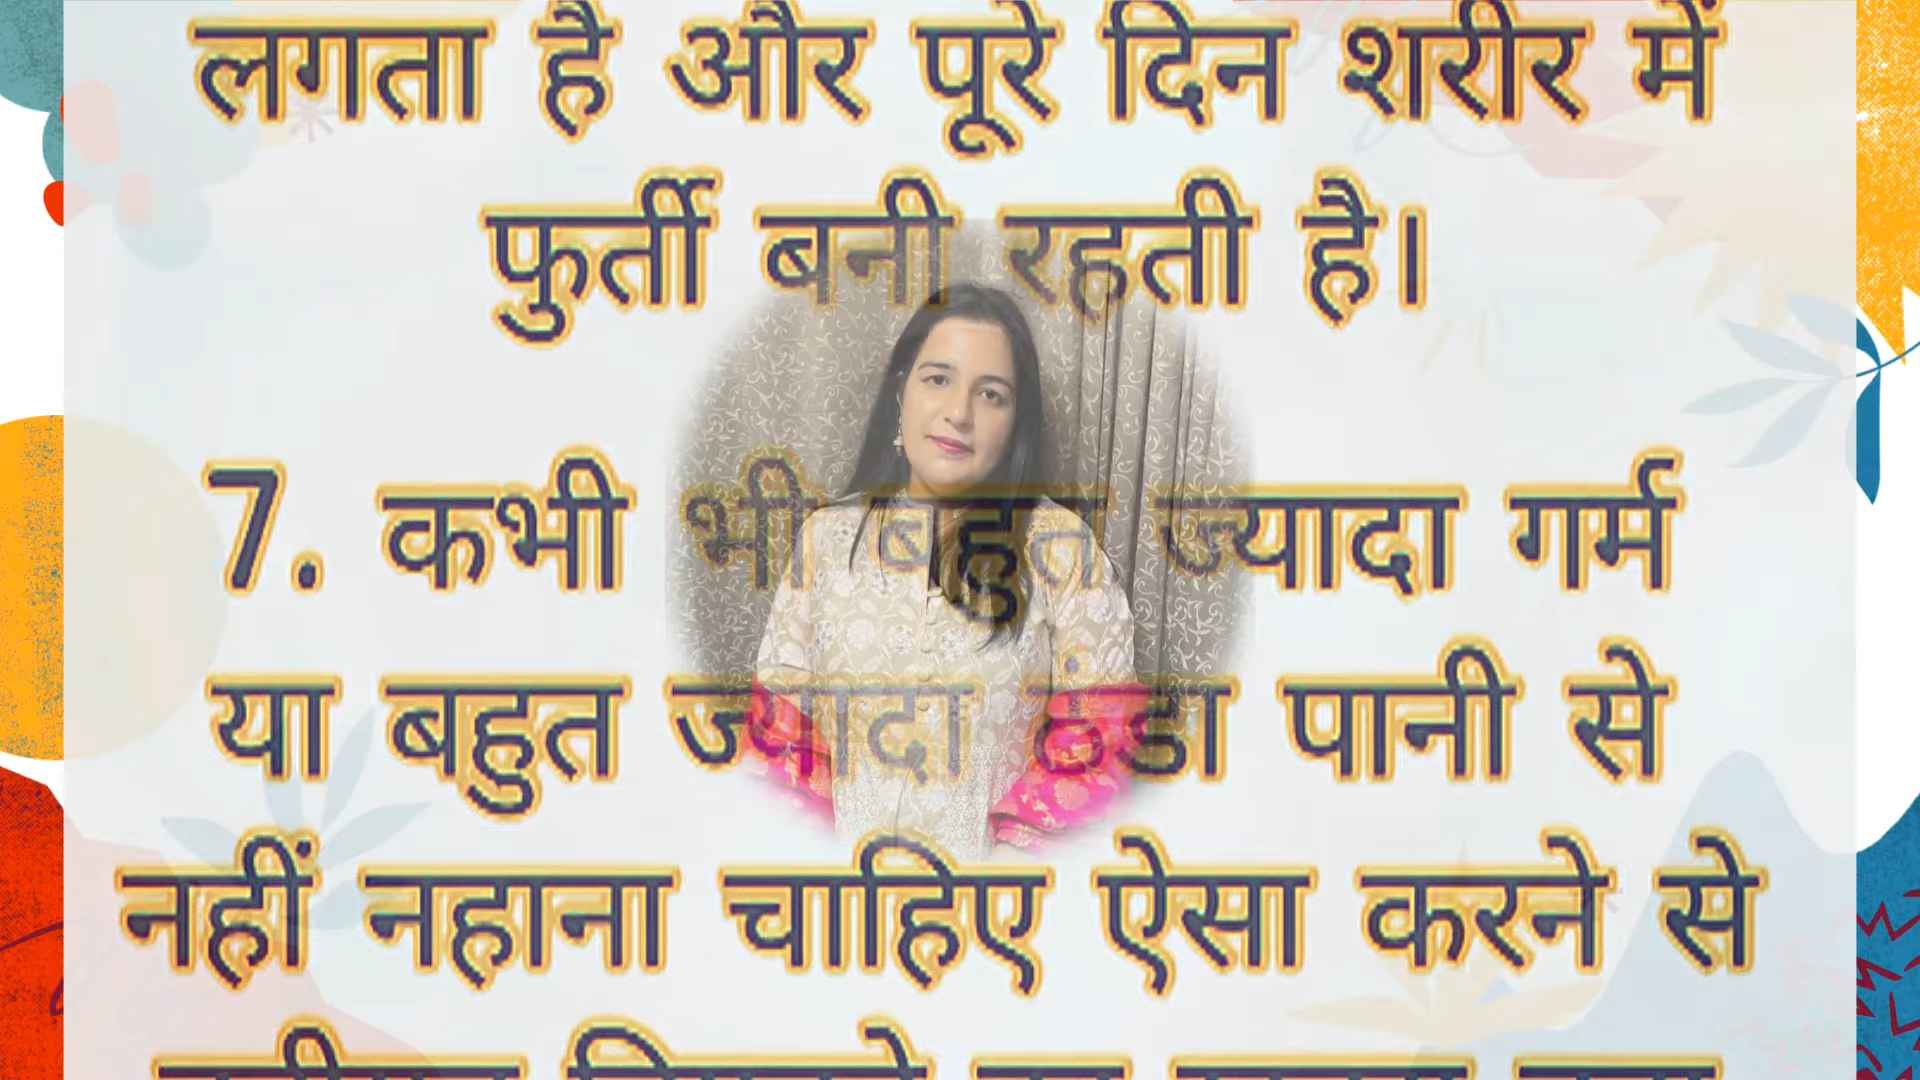 लगता है और पूरे दिन शरीर में
फुर्ती बनी रहती है।
7. कभी भी बहुत ज्यादा गर्म
या बहुत ज्यादा ठंडा पानी से
नहीं नहाना चाहिए ऐसा करने से